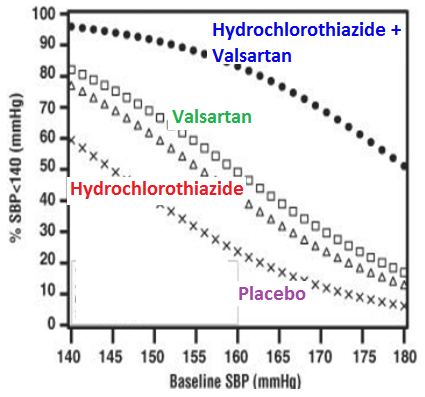 Hydrochlorothiazide +
Valsartan
Valsartan
Hydrochlorothiazide
Placebo
% SBP<140 (mmHg)
100
90
80
70
60
50
40
30
20
10
0
140 145 150 155 160 165 170 175 180
Baseline SBP (mmHg)